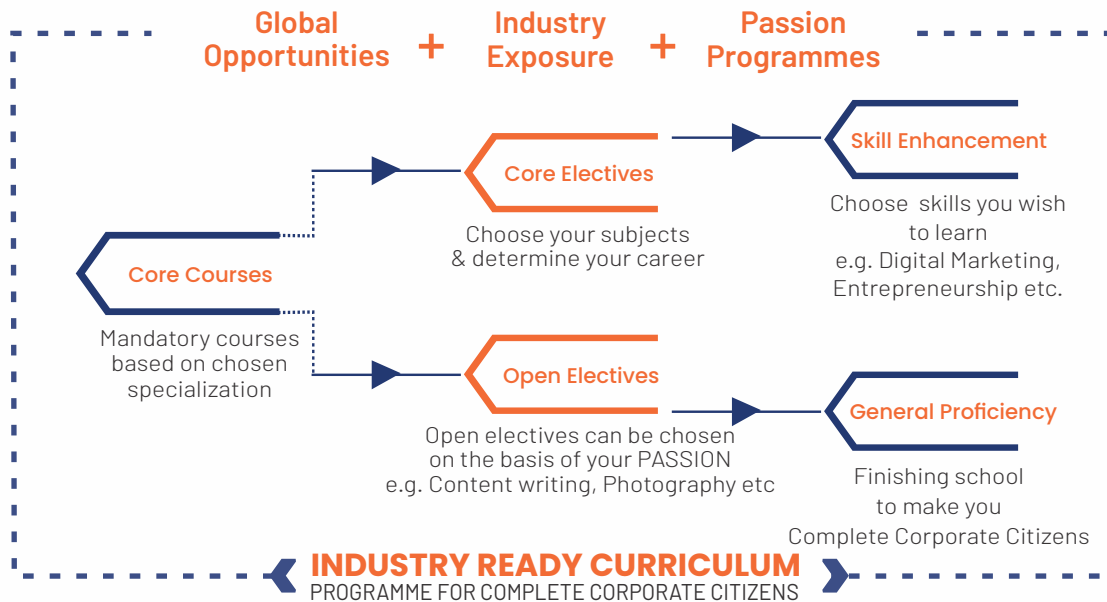 Global
Opportunities
+
Industry
Exposure
+
Passion
Programmes
Core Courses
Mandatory courses
based on chosen
specialization
Core Electives
Choose your subjects
& determine your career
Skill Enhancement
Choose skills you wish
to learn
e.g. Digital Marketing,
Entrepreneurship etc.
Open Electives
Open electives can be chosen
on the basis of your PASSION
e.g. Content writing, Photography etc
General Proficiency
Finishing school
to make you
Complete Corporate Citizens
INDUSTRY READY CURRICULUM
PROGRAMME FOR COMPLETE CORPORATE CITIZENS